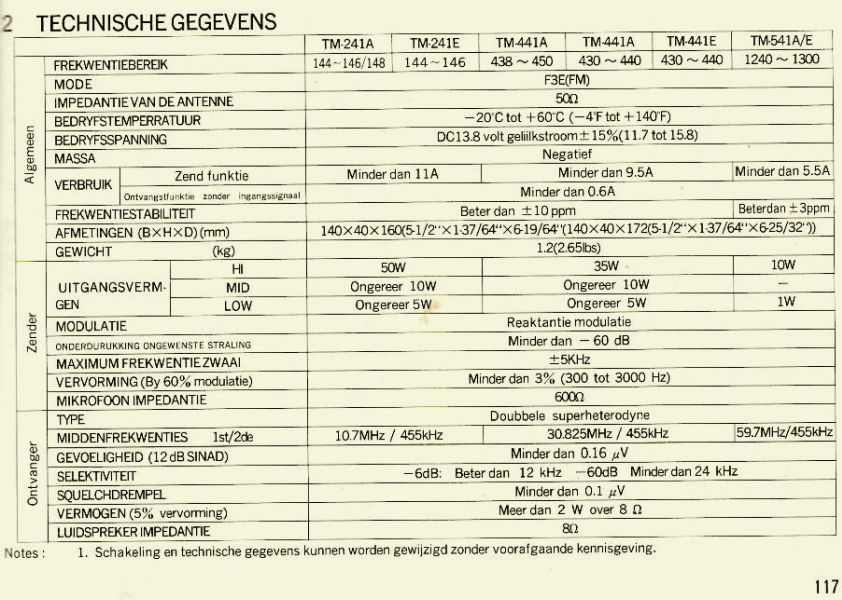 2 TECHNISCHE GEGEVENS
TM-241A TM-241E TM-441A TM-441A TM-441E TM-541A/E
FREKWENTIEBEREIK 144~146/148 144~146 438 ~ 450 430 ~ 440 430 ~ 440 1240 ~ 1300
Algemeen
MODE F3E(FM)
IMPEDANTIE VAN DE ANTENNE 50Ω
BEDRYFSTEMPERRATUUR −20°C tot +60°C (−4°F tot +140°F)
BEDRYFSSPANNING DC13.8 volt geliilkstroom±15%(11.7 tot 15.8)
MASSA Negatief
VERBRUIK Zend funktie Minder dan 11A Minder dan 9.5A Minder dan 5.5A
Ontvangstfunktie zonder ingangssignaal Minder dan 0.6A
FREKWENTIESTABILITEIT Beter dan ±10 ppm Beterdan ±3ppm
AFMETINGEN (B×H×D)(mm) 140×40×160(5-1/2"×1-37/64"×6-19/64"(140×40×172(5-1/2"×1-37/64"×6-25/32"))
GEWICHT (kg) 1.2(2.65lbs)
Zender
UITGANGSVERM-GEN HI 50W 35W 10W
MID Ongereer 10W Ongereer 10W −
LOW Ongereer 5W Ongereer 5W 1W
MODULATIE Reaktantie modulatie
ONDERDURUKKING ONGEWENSTE STRALING Minder dan − 60 dB
MAXIMUM FREKWENTIE ZWAAI ±5KHz
VERVORMING (By 60% modulatie) Minder dan 3% (300 tot 3000 Hz)
MIKROFOON IMPEDANTIE 600Ω
Ontvanger
TYPE Doubbele superheterodyne
MIDDENFREKWENTIES 1st/2de 10.7MHz / 455kHz 30.825MHz / 455kHz 59.7MHz/455kHz
GEVOELIGHEID (12 dB SINAD) Minder dan 0.16 μV
SELEKTIVITEIT −6dB: Beter dan 12 kHz −60dB Minder dan 24 kHz
SQUELCHDREMPEL Minder dan 0.1 μV
VERMOGEN (5% vervorming) Meer dan 2 W over 8 Ω
LUIDSPREKER IMPEDANTIE 8Ω
Notes : 1. Schakeling en technische gegevens kunnen worden gewijzigd zonder voorafgaande kennisgeving.
117